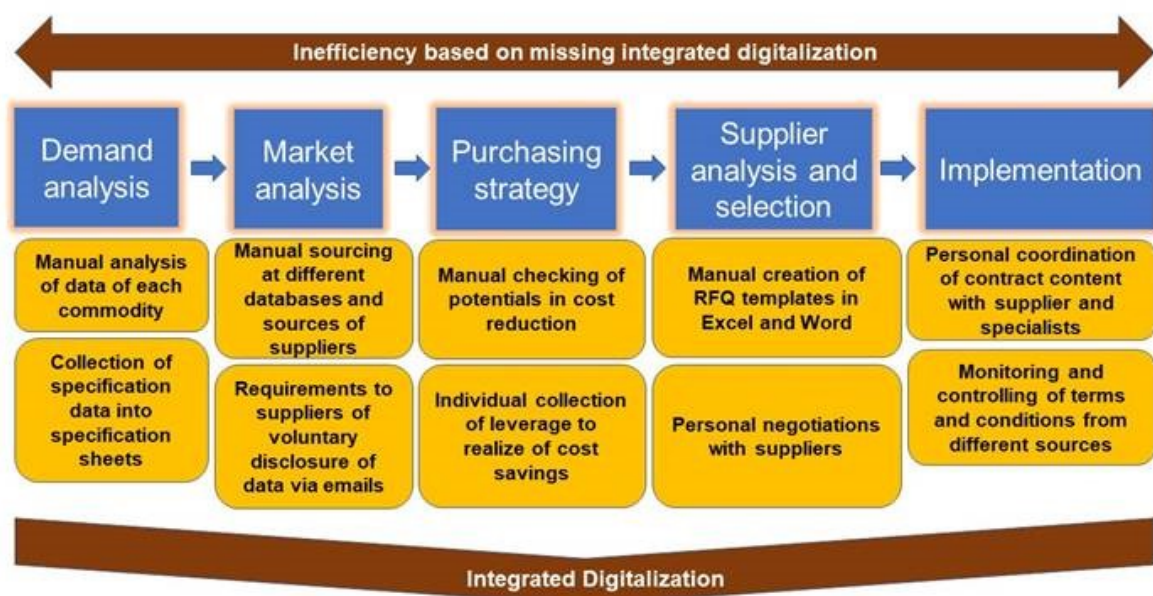 Inefficiency based on missing integrated digitalization
Demand
analysis
Market
analysis
Purchasing
strategy
Supplier
analysis and
selection
Implementation
Manual analysis
of data of each
commodity
Manual sourcing
at different
databases and
sources of
suppliers
Manual checking of
potentials in cost
reduction
Manual creation of
RFQ templates in
Excel and Word
Personal coordination
of contract content
with supplier and
specialists
Collection of
specification
data into
specification
sheets
Requirements to
suppliers of
voluntary
disclosure of
data via emails
Individual collection
of leverage to
realize of cost
savings
Personal negotiations
with suppliers
Monitoring and
controlling of terms
and conditions from
different sources
Integrated Digitalization